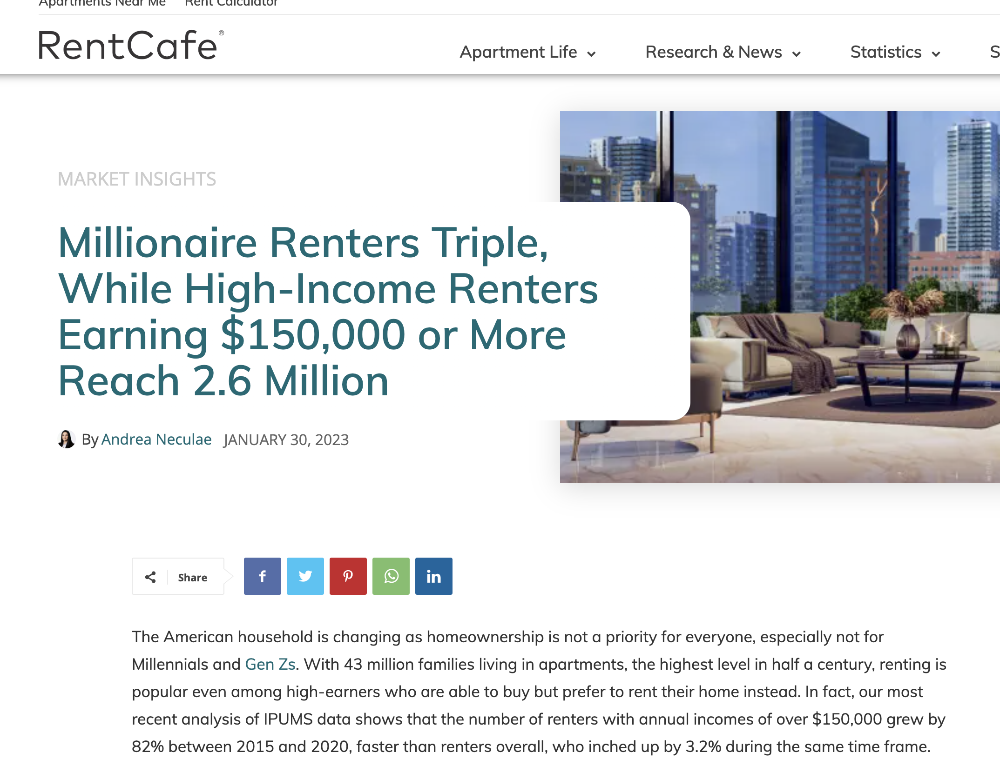 Apartments Near Me Rent Calculator
RentCafe®
Apartment Life Research & News Statistics S
MARKET INSIGHTS
Millionaire Renters Triple,
While High-Income Renters
Earning $150,000 or More
Reach 2.6 Million
By Andrea Neculae JANUARY 30, 2023
Share
The American household is changing as homeownership is not a priority for everyone, especially not for
Millennials and Gen Zs. With 43 million families living in apartments, the highest level in half a century, renting is
popular even among high-earners who are able to buy but prefer to rent their home instead. In fact, our most
recent analysis of IPUMS data shows that the number of renters with annual incomes of over $150,000 grew by
82% between 2015 and 2020, faster than renters overall, who inched up by 3.2% during the same time frame.